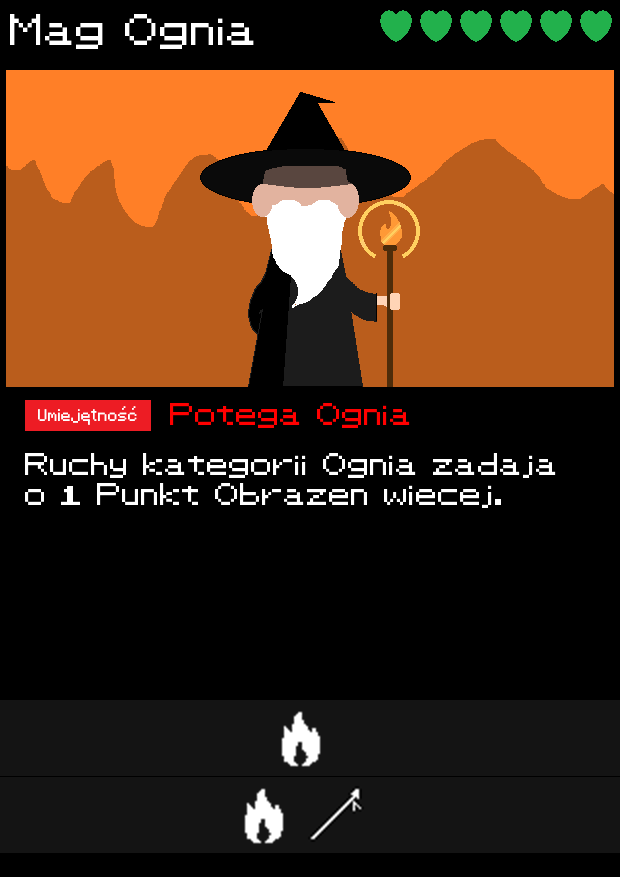 Mag Ognia
Umiejętność Potega Ognia
Ruchy kategorii Ognia zadaja
o 1 Punkt Obrazen wiecej.